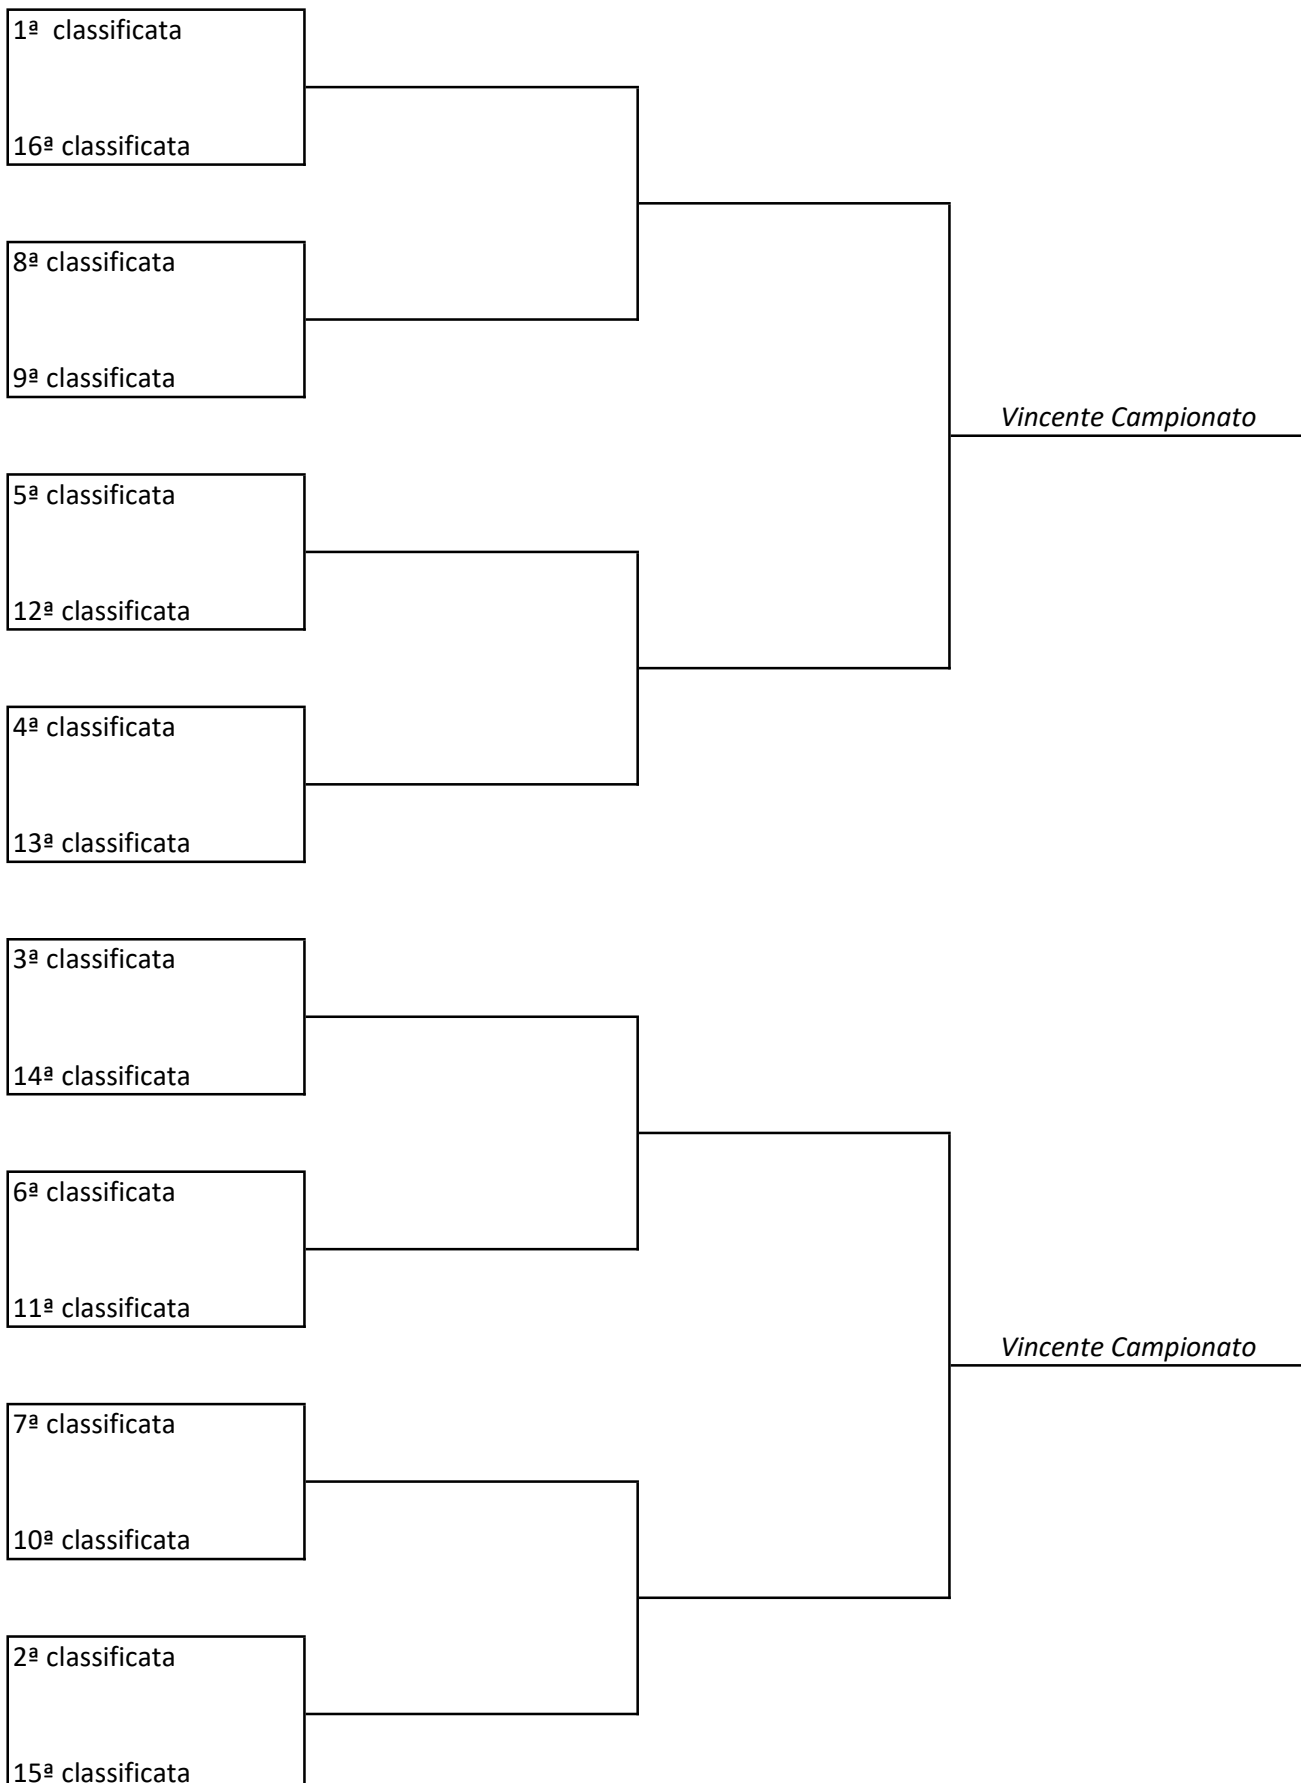 1ª  classificata
16ª classificata
8ª classificata
9ª classificata
Vincente Campionato
5ª classificata
12ª classificata
4ª classificata
13ª classificata
3ª classificata
14ª classificata
6ª classificata
11ª classificata
Vincente Campionato
7ª classificata
10ª classificata
2ª classificata
15ª classificata